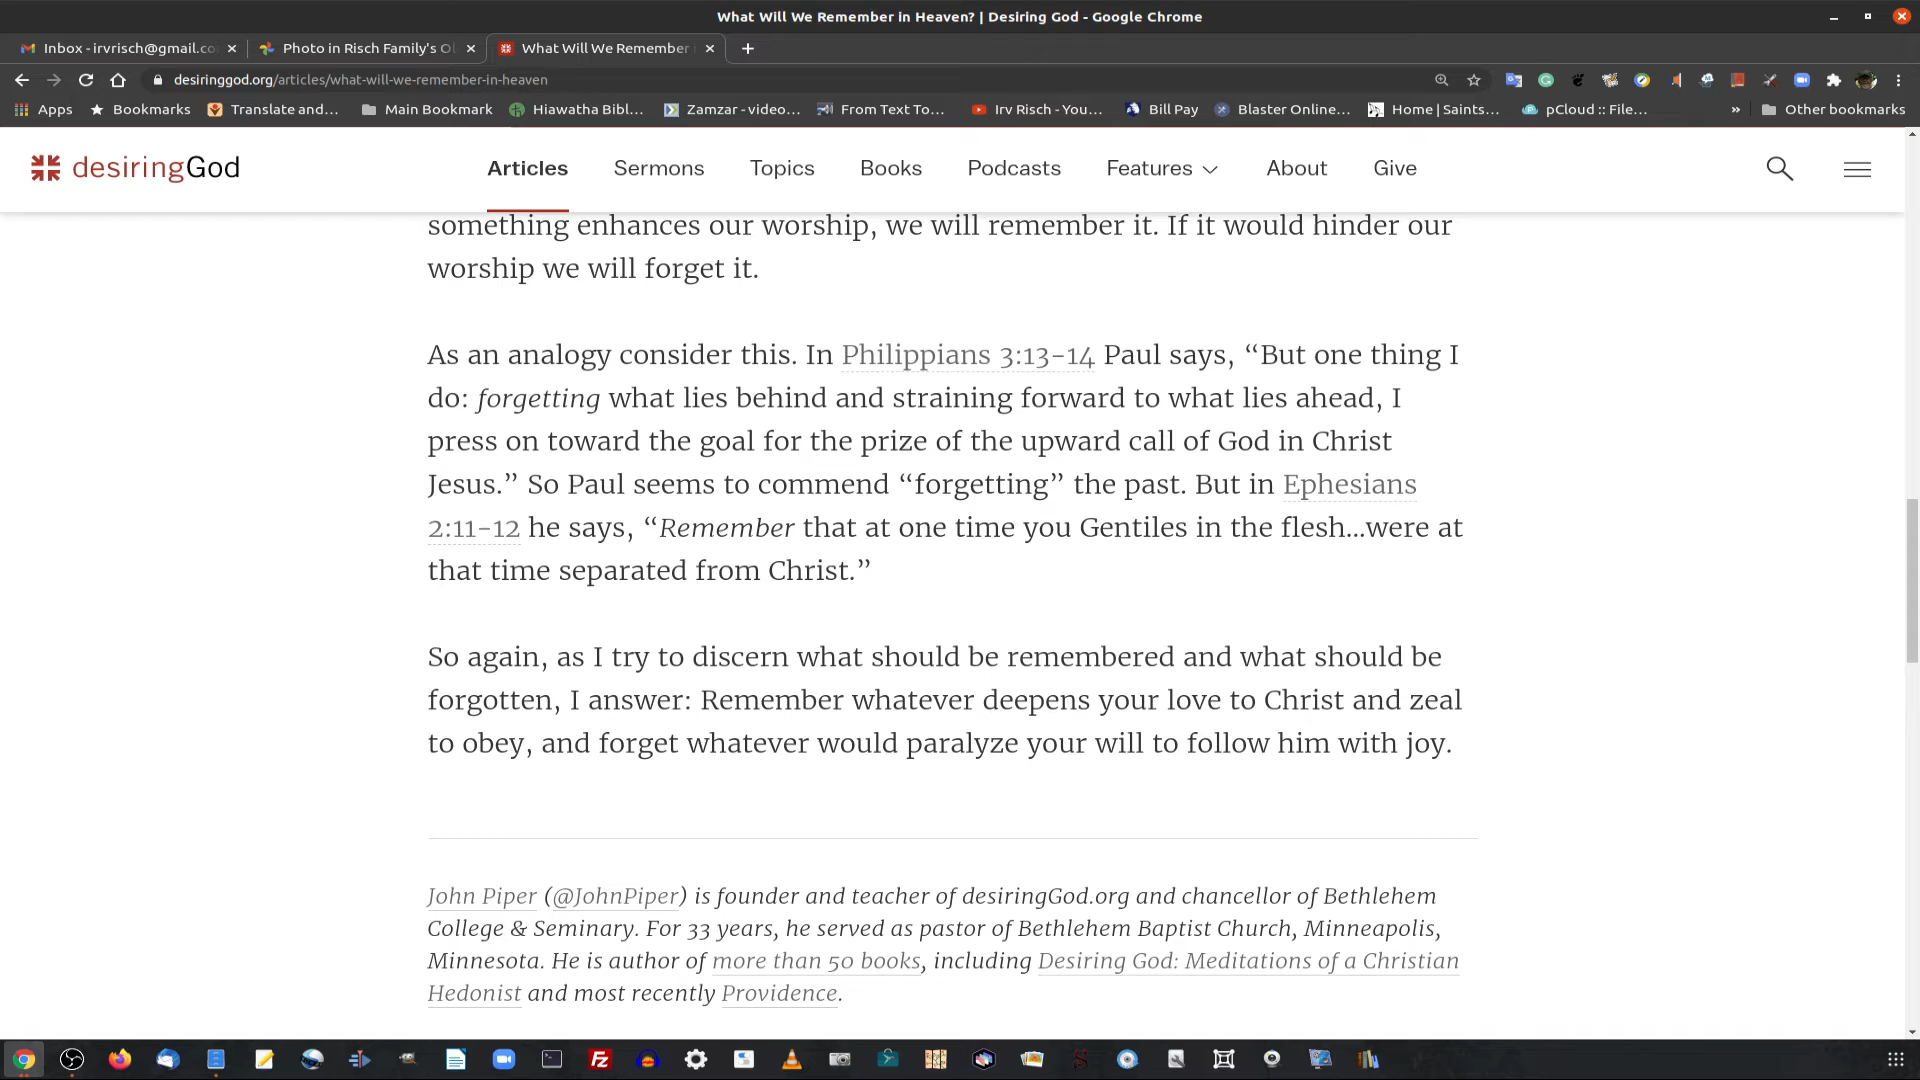 What Will We Remember in Heaven? | Desiring God - Google Chrome
Inbox - irvrisch@gmail.co
Photo in Risch Family's Ol
What Will We Remember
desiringgod.org/articles/what-will-we-remember-in-heaven
Apps Bookmarks Translate and... Main Bookmark Hiawatha Bibl... Zamzar - video... From Text To... Irv Risch - You... Bill Pay Blaster Online... Home | Saints... pCloud :: File... » Other bookmarks
desiringGod Articles Sermons Topics Books Podcasts Features About Give
something enhances our worship, we will remember it. If it would hinder our
worship we will forget it.
As an analogy consider this. In Philippians 3:13-14 Paul says, “But one thing I
do: forgetting what lies behind and straining forward to what lies ahead, I
press on toward the goal for the prize of the upward call of God in Christ
Jesus.” So Paul seems to commend “forgetting” the past. But in Ephesians
2:11-12 he says, “Remember that at one time you Gentiles in the flesh...were at
that time separated from Christ.”
So again, as I try to discern what should be remembered and what should be
forgotten, I answer: Remember whatever deepens your love to Christ and zeal
to obey, and forget whatever would paralyze your will to follow him with joy.
John Piper (@JohnPiper) is founder and teacher of desiringGod.org and chancellor of Bethlehem
College & Seminary. For 33 years, he served as pastor of Bethlehem Baptist Church, Minneapolis,
Minnesota. He is author of more than 50 books, including Desiring God: Meditations of a Christian
Hedonist and most recently Providence.